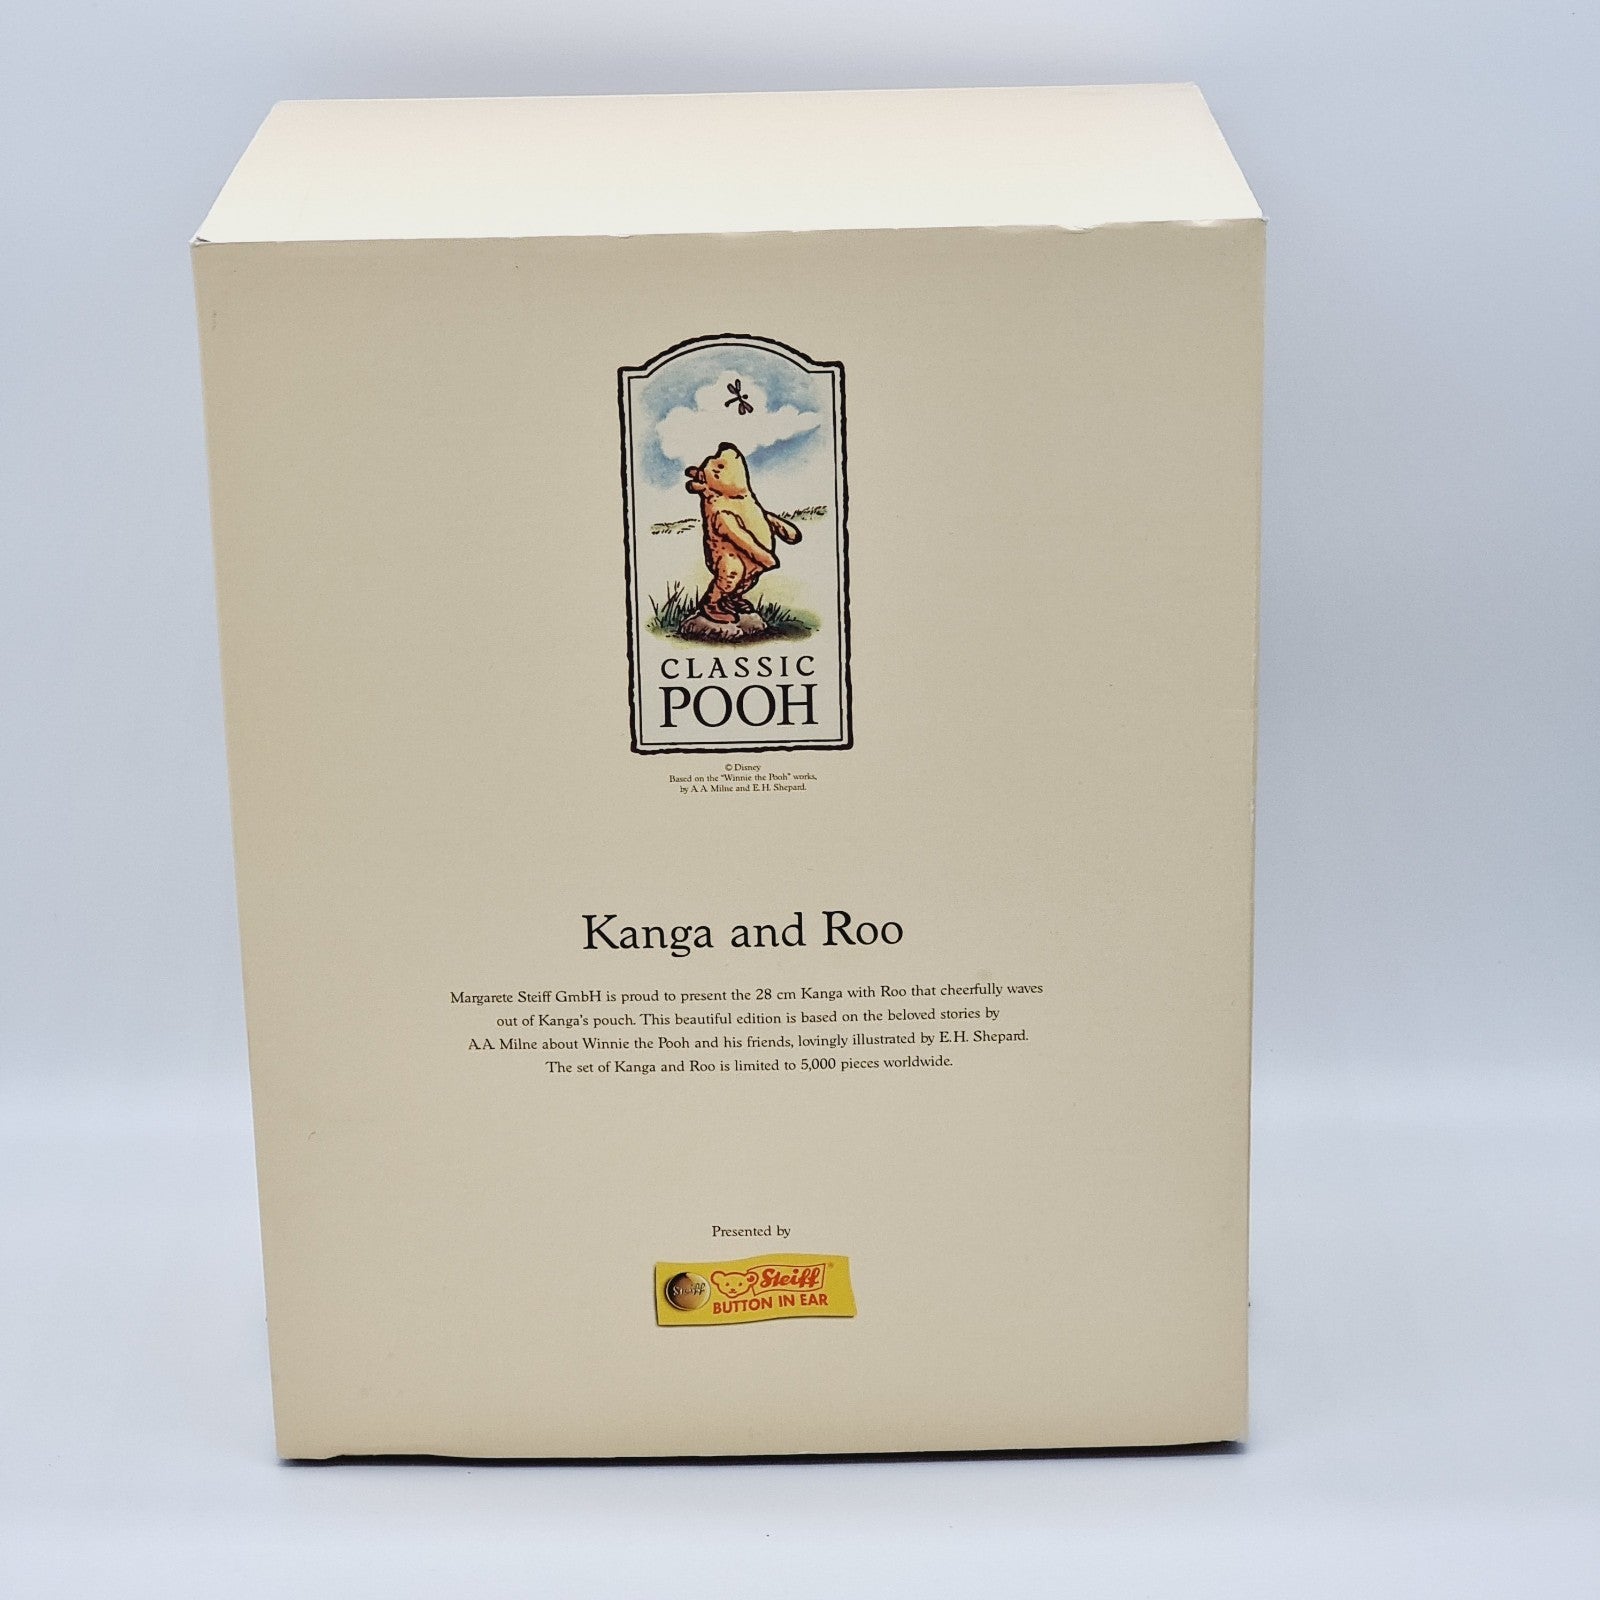 CLASSIC
POOH
© Disney
Based on the "Winnie the Pooh" works,
by A.A. Milne and E.H. Shepard.
Kanga and Roo
Margarete Steiff GmbH is proud to present the 28 cm Kanga with Roo that cheerfully waves
out of Kanga's pouch. This beautiful edition is based on the beloved stories by
A.A. Milne about Winnie the Pooh and his friends, lovingly illustrated by E.H. Shepard.
The set of Kanga and Roo is limited to 5,000 pieces worldwide.
Presented by
Steiff Steiff®
BUTTON IN EAR